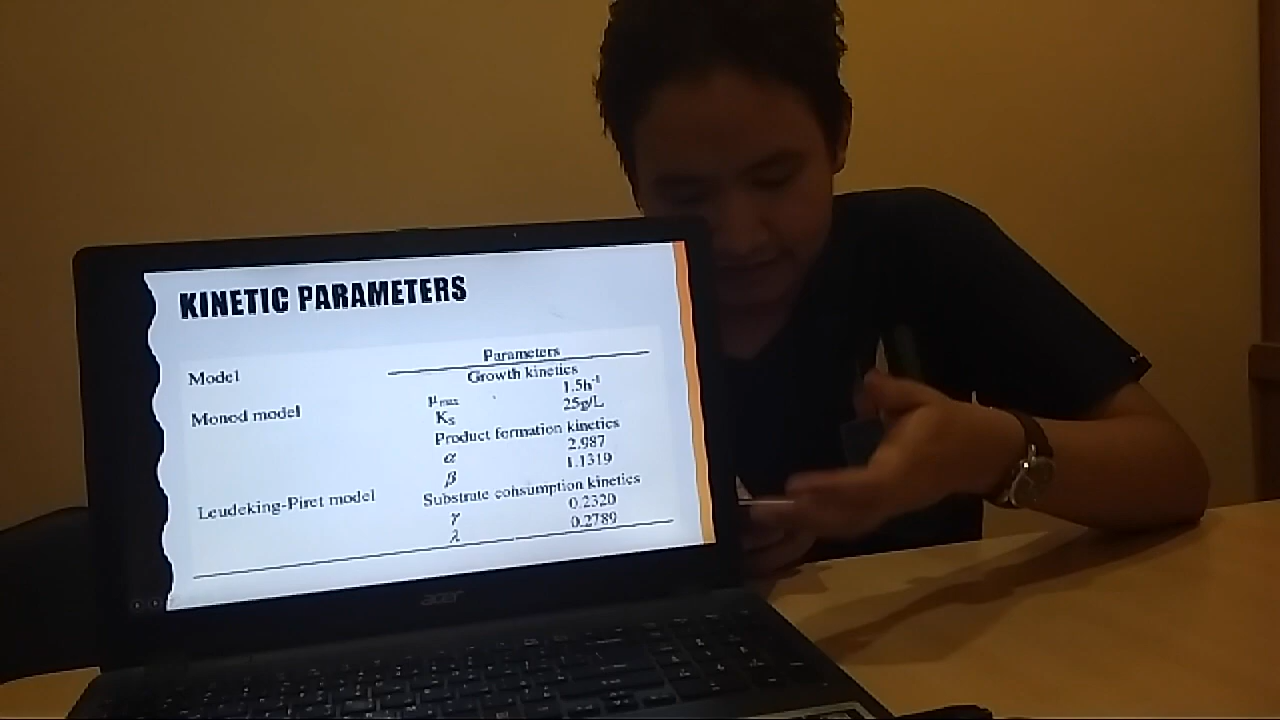 KINETIC PARAMETERS
Parameters
Model
Growth kinetics
Monod model
μmax 1.5h⁻¹
KS 25g/L
Product formation kinetics
α 2.987
β 1.1319
Leudeking-Piret model
Substrate consumption kinetics
γ 0.2320
λ 0.2789
acer